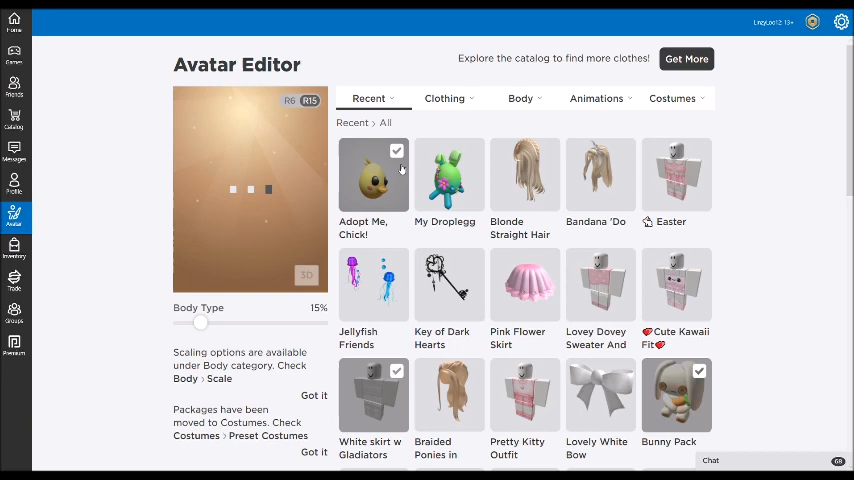 Home
Games
Friends
Catalog
Messages
Profile
Avatar
Inventory
Trade
Groups
Premium
LinzyLoo12: 13+
Avatar Editor
Explore the catalog to find more clothes!
Get More
R6 R15
3D
Body Type 15%
Scaling options are available
under Body category. Check
Body > Scale
Got it
Packages have been
moved to Costumes. Check
Costumes > Preset Costumes
Got it
Recent Clothing Body Animations Costumes
Recent > All
Adopt Me,
Chick!
My Droplegg
Blonde
Straight Hair
Bandana 'Do
Easter
Jellyfish
Friends
Key of Dark
Hearts
Pink Flower
Skirt
Lovey Dovey
Sweater And
Cute Kawaii
Fit
White skirt w
Gladiators
Braided
Ponies in
Pretty Kitty
Outfit
Lovely White
Bow
Bunny Pack
Chat 68